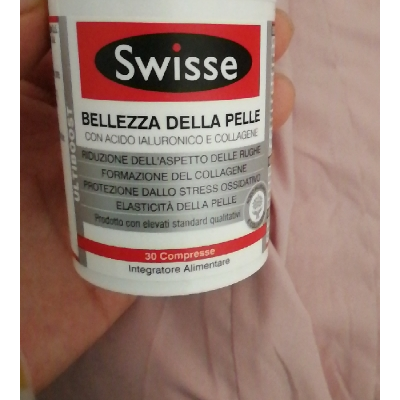 Swisse
BELLEZZA DELLA PELLE
CON ACIDO IALURONICO E COLLAGENE
RIDUZIONE DELL'ASPETTO DELLE RUGHE
FORMAZIONE DEL COLLAGENE
PROTEZIONE DALLO STRESS OSSIDATIVO
ELASTICITÀ DELLA PELLE
Prodotto con elevati standard qualitativi
30 Compresse
Integratore Alimentare
ULTIBOOST